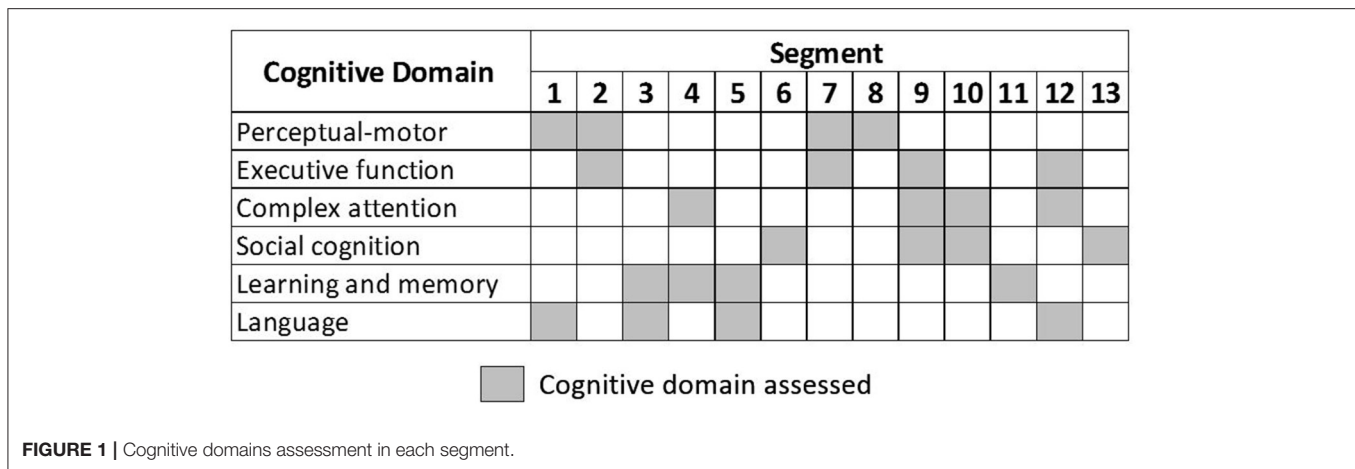 Cognitive Domain
Segment
1 2 3 4 5 6 7 8 9 10 11 12 13
Perceptual-motor
Executive function
Complex attention
Social cognition
Learning and memory
Language
Cognitive domain assessed
FIGURE 1 | Cognitive domains assessment in each segment.